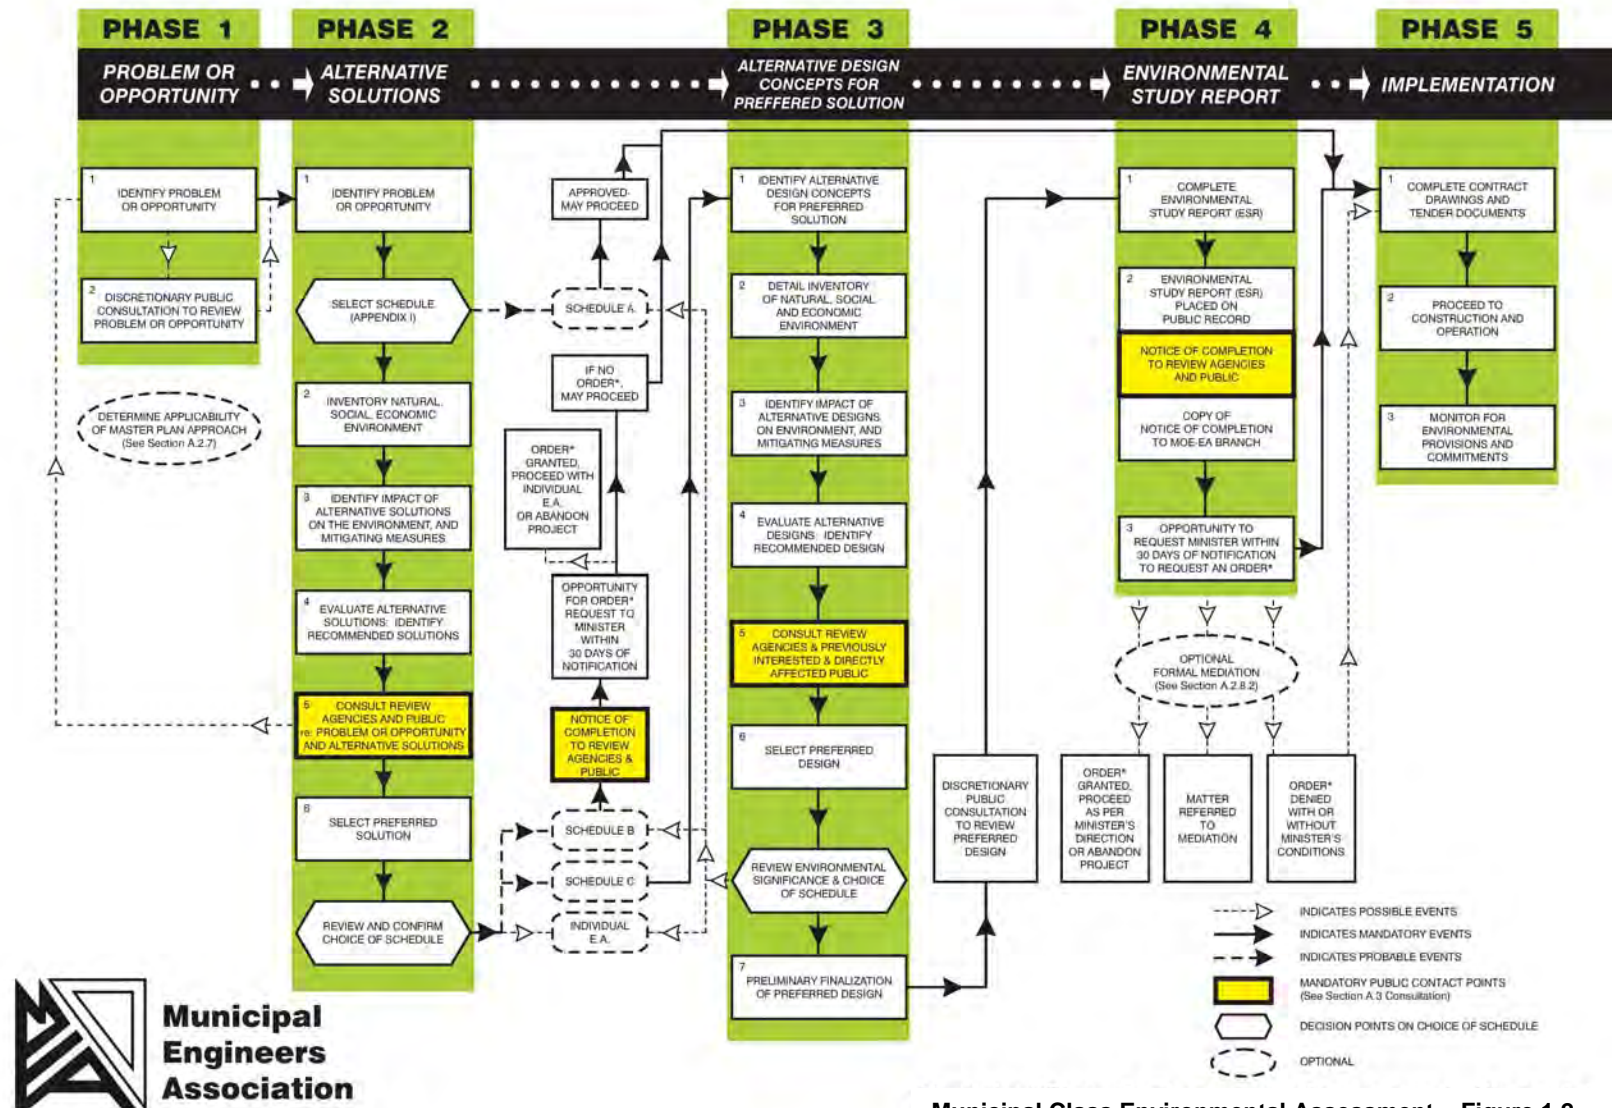 PHASE 1
PHASE 2
PHASE 3
PHASE 4
PHASE 5
PROBLEM OR
OPPORTUNITY
ALTERNATIVE
SOLUTIONS
ALTERNATIVE DESIGN
CONCEPTS FOR
PREFFERED SOLUTION
ENVIRONMENTAL
STUDY REPORT
IMPLEMENTATION
1
IDENTIFY PROBLEM
OR OPPORTUNITY
2
DISCRETIONARY PUBLIC
CONSULTATION TO REVIEW
PROBLEM OR OPPORTUNITY
DETERMINE APPLICABILITY
OF MASTER PLAN APPROACH
(See Section A.2.7)
1
IDENTIFY PROBLEM
OR OPPORTUNITY
SELECT SCHEDULE
(APPENDIX I)
2
INVENTORY NATURAL,
SOCIAL, ECONOMIC
ENVIRONMENT
3
IDENTIFY IMPACT OF
ALTERNATIVE SOLUTIONS
ON THE ENVIRONMENT, AND
MITIGATING MEASURES
4
EVALUATE ALTERNATIVE
SOLUTIONS: IDENTIFY
RECOMMENDED SOLUTIONS
5
CONSULT REVIEW
AGENCIES AND PUBLIC
re: PROBLEM OR OPPORTUNITY
AND ALTERNATIVE SOLUTIONS
6
SELECT PREFERRED
SOLUTION
REVIEW AND CONFIRM
CHOICE OF SCHEDULE
APPROVED-
MAY PROCEED
SCHEDULE A
IF NO
ORDER*,
MAY PROCEED
ORDER*
GRANTED,
PROCEED WITH
INDIVIDUAL
E.A.
OR ABANDON
PROJECT
OPPORTUNITY
FOR ORDER*
REQUEST TO
MINISTER
WITHIN
30 DAYS OF
NOTIFICATION
NOTICE OF
COMPLETION
TO REVIEW
AGENCIES &
PUBLIC
SCHEDULE B
SCHEDULE C
INDIVIDUAL
E.A.
1
IDENTIFY ALTERNATIVE
DESIGN CONCEPTS
FOR PREFERRED
SOLUTION
2
DETAIL INVENTORY
OF NATURAL, SOCIAL
AND ECONOMIC
ENVIRONMENT
3
IDENTIFY IMPACT OF
ALTERNATIVE DESIGNS
ON ENVIRONMENT, AND
MITIGATING MEASURES
4
EVALUATE ALTERNATIVE
DESIGNS: IDENTIFY
RECOMMENDED DESIGN
5
CONSULT REVIEW
AGENCIES & PREVIOUSLY
INTERESTED & DIRECTLY
AFFECTED PUBLIC
6
SELECT PREFERRED
DESIGN
REVIEW ENVIRONMENTAL
SIGNIFICANCE & CHOICE
OF SCHEDULE
7
PRELIMINARY FINALIZATION
OF PREFERRED DESIGN
DISCRETIONARY
PUBLIC
CONSULTATION
TO REVIEW
PREFERRED
DESIGN
1
COMPLETE
ENVIRONMENTAL
STUDY REPORT (ESR)
2
ENVIRONMENTAL
STUDY REPORT (ESR)
PLACED ON
PUBLIC RECORD
NOTICE OF COMPLETION
TO REVIEW AGENCIES
AND PUBLIC
COPY OF
NOTICE OF COMPLETION
TO MOE-EA BRANCH
3
OPPORTUNITY TO
REQUEST MINISTER WITHIN
30 DAYS OF NOTIFICATION
TO REQUEST AN ORDER*
OPTIONAL
FORMAL MEDIATION
(See Section A.2.8.2)
ORDER*
GRANTED,
PROCEED
AS PER
MINISTER'S
DIRECTION
OR ABANDON
PROJECT
MATTER
REFERRED
TO
MEDIATION
ORDER*
DENIED
WITH OR
WITHOUT
MINISTER'S
CONDITIONS
1
COMPLETE CONTRACT
DRAWINGS AND
TENDER DOCUMENTS
2
PROCEED TO
CONSTRUCTION AND
OPERATION
3
MONITOR FOR
ENVIRONMENTAL
PROVISIONS AND
COMMITMENTS
INDICATES POSSIBLE EVENTS
INDICATES MANDATORY EVENTS
INDICATES PROBABLE EVENTS
MANDATORY PUBLIC CONTACT POINTS
(See Section A.3 Consultation)
DECISION POINTS ON CHOICE OF SCHEDULE
OPTIONAL
MEA
Municipal
Engineers
Association
Municipal Class Environmental Assessment